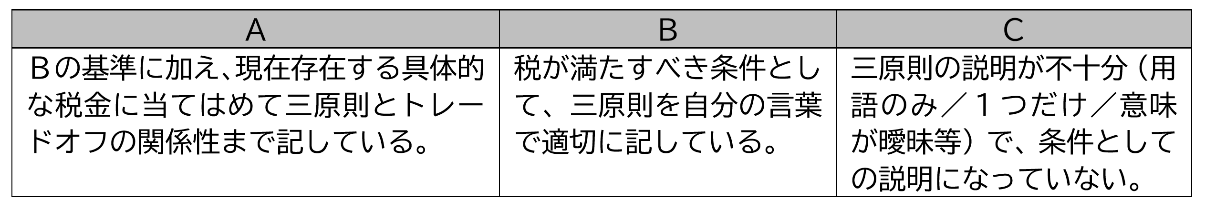 A
B
C
Ｂの基準に加え、現在存在する具体的
な税金に当てはめて三原則とトレー
ドオフの関係性まで記している。
税が満たすべき条件とし
て、三原則を自分の言葉
で適切に記している。
三原則の説明が不十分（用
語のみ／１つだけ／意味
が曖昧等）で、条件として
の説明になっていない。